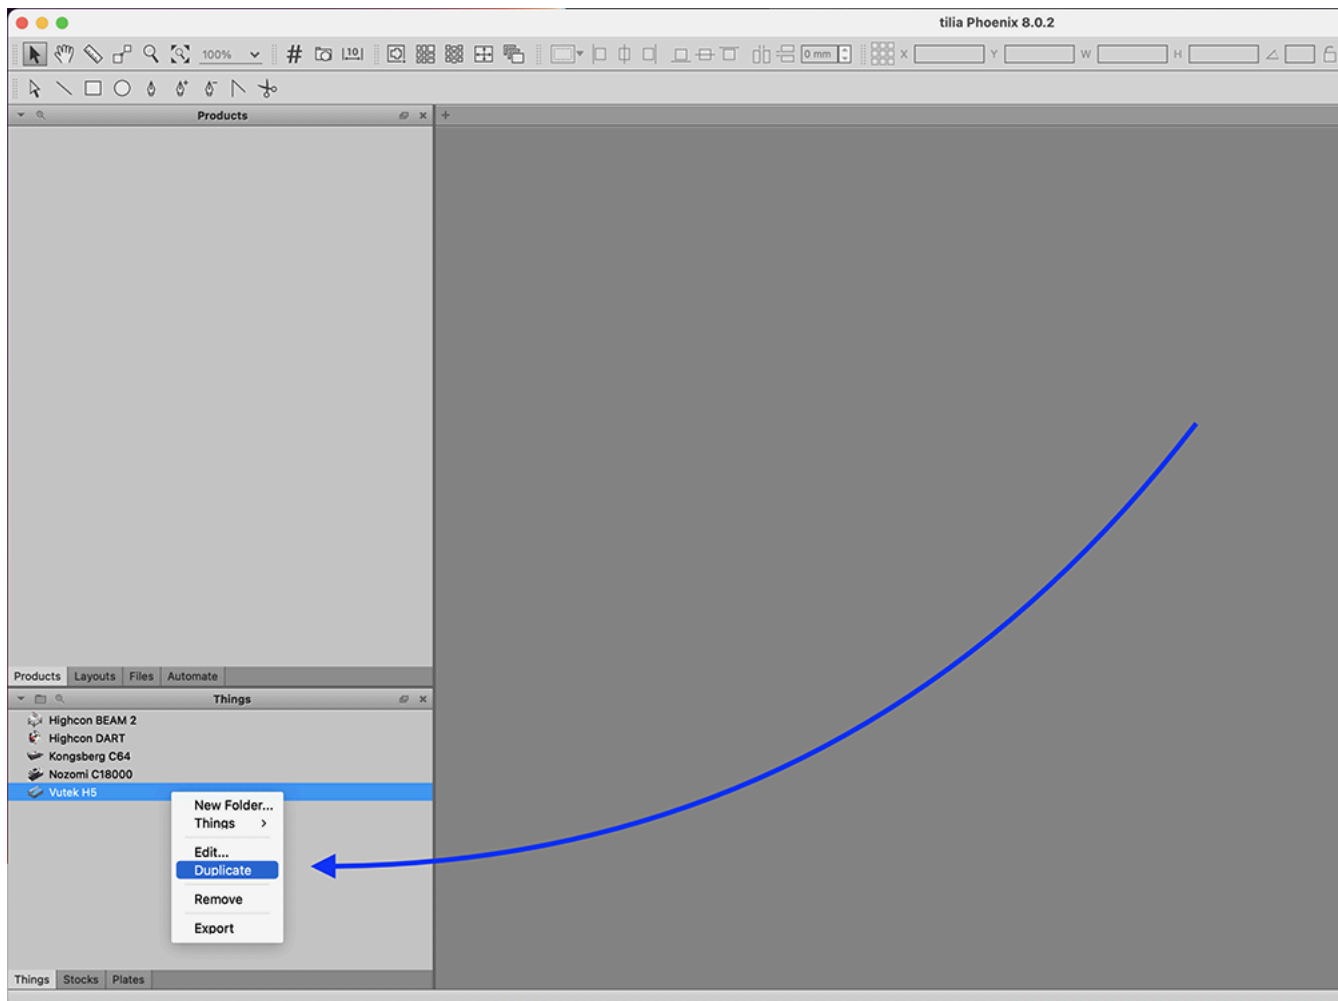 tilia Phoenix 8.0.2
100%
10
0 mm
X
Y
W
H
Products
Products Layouts Files Automate
Things
Highcon BEAM 2
Highcon DART
Kongsberg C64
Nozomi C18000
Vutek H5
New Folder...
Things
Edit...
Duplicate
Remove
Export
Things Stocks Plates